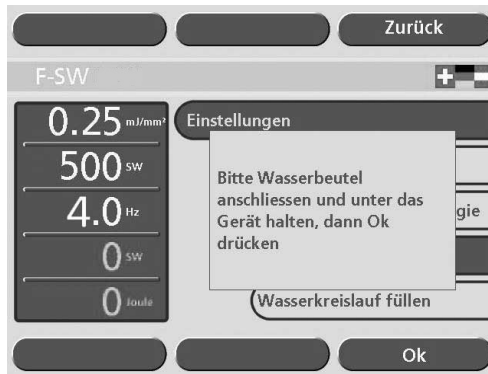 Zurück
F-SW
0.25 mJ/mm²
500 SW
4.0 Hz
0 SW
0 Joule
Einstellungen
Bitte Wasserbeutel
anschliessen und unter das
Gerät halten, dann Ok
drücken
gie
Wasserkreislauf füllen
Ok